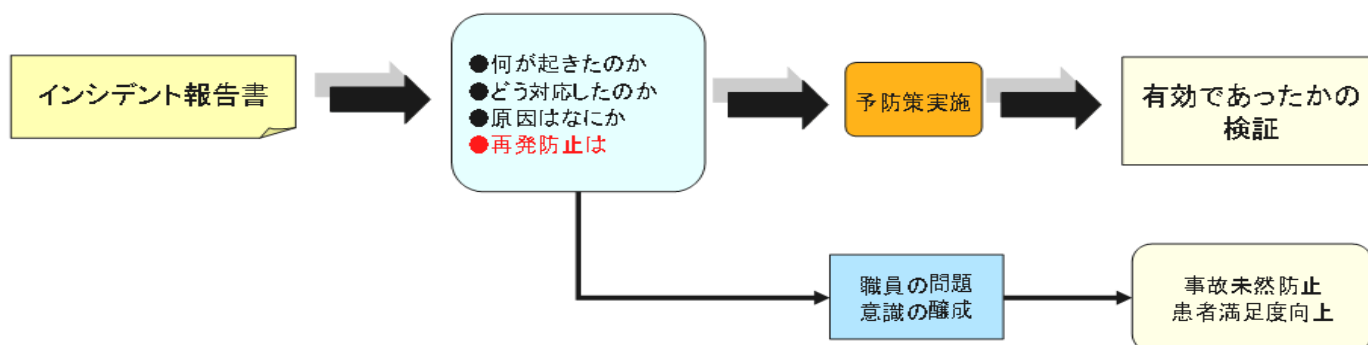 インシデント報告書
●何が起きたのか
●どう対応したのか
●原因はなにか
●再発防止は
予防策実施
有効であったかの
検証
職員の問題
意識の醸成
事故未然防止
患者満足度向上